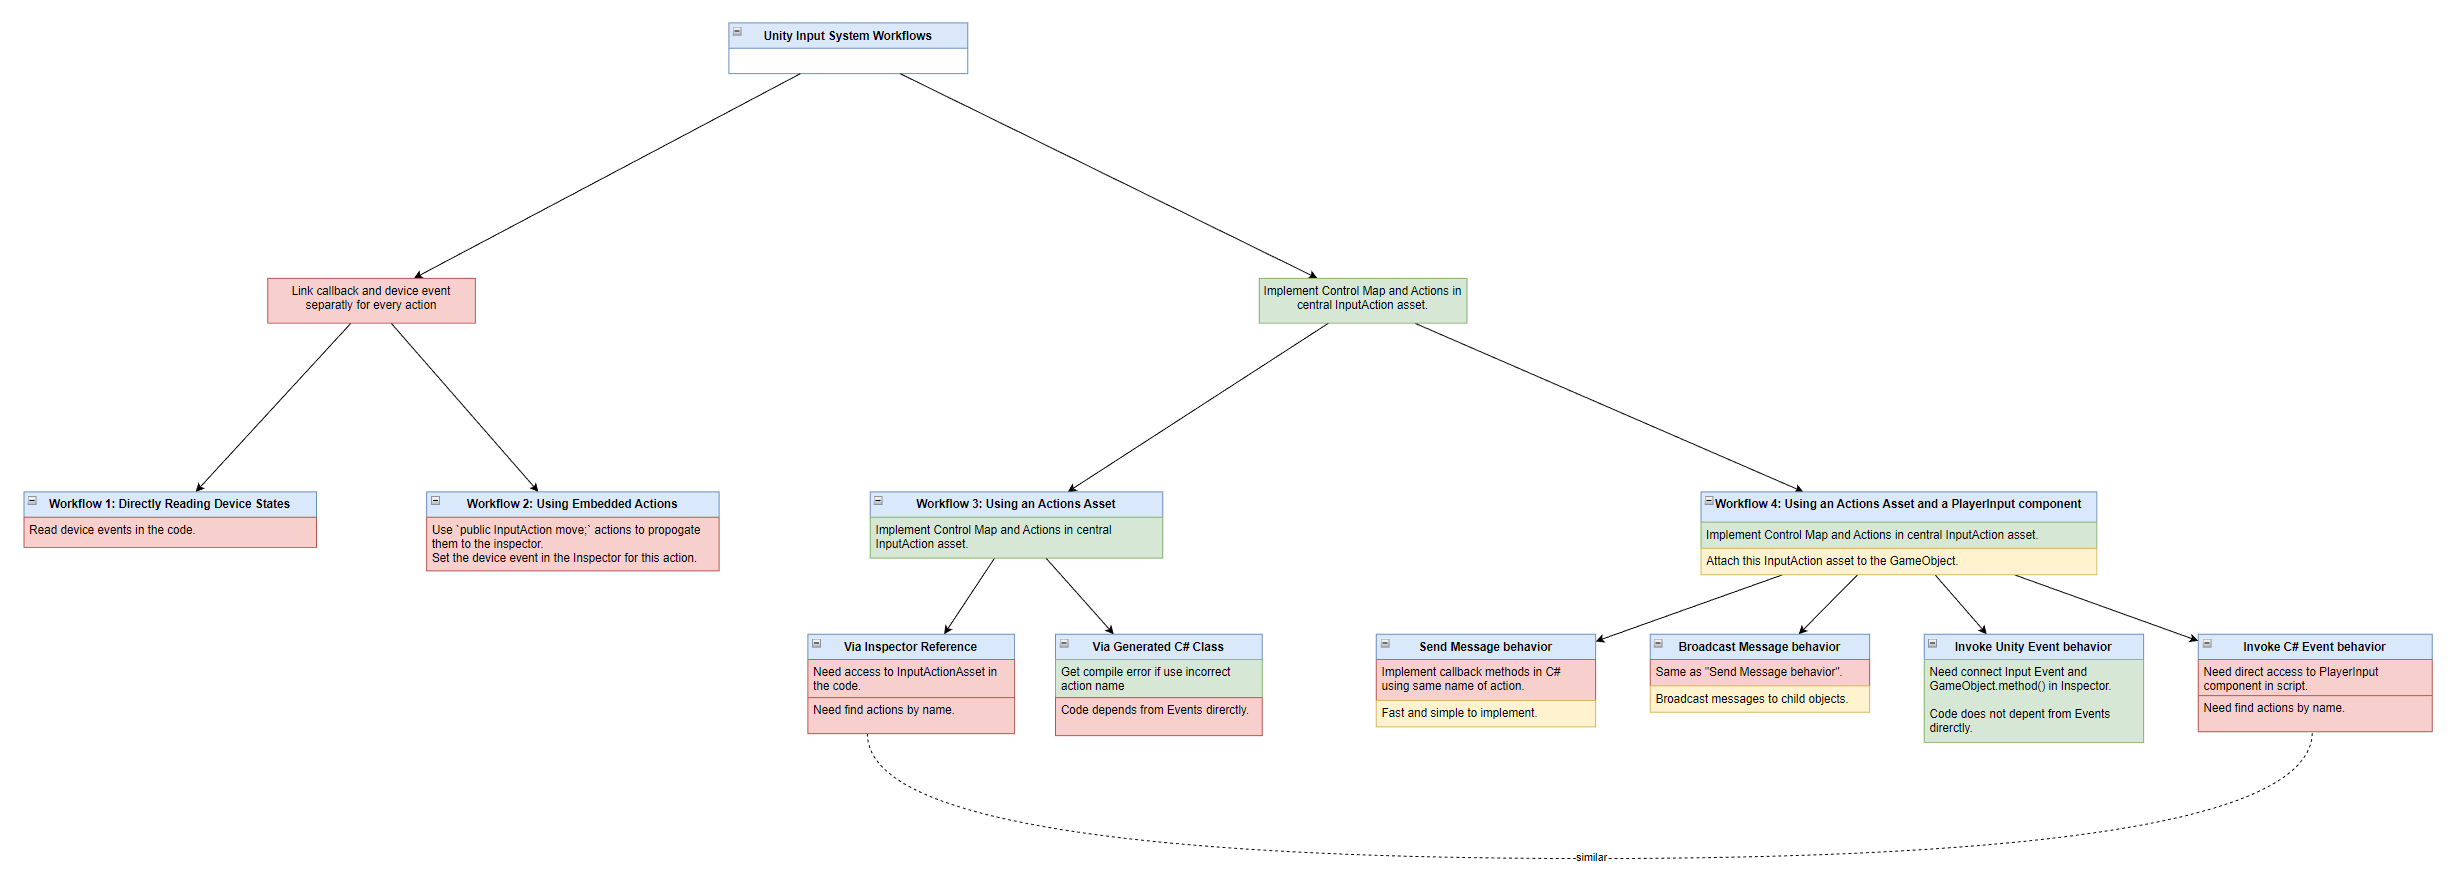 Unity Input System Workflows
Link callback and device event
separatly for every action
Implement Control Map and Actions in
central InputAction asset.
Workflow 1: Directly Reading Device States
Read device events in the code.
Workflow 2: Using Embedded Actions
Use `public InputAction move;` actions to propogate
them to the inspector.
Set the device event in the Inspector for this action.
Workflow 3: Using an Actions Asset
Implement Control Map and Actions in central
InputAction asset.
Workflow 4: Using an Actions Asset and a PlayerInput component
Implement Control Map and Actions in central InputAction asset.
Attach this InputAction asset to the GameObject.
Via Inspector Reference
Need access to InputActionAsset in
the code.
Need find actions by name.
Via Generated C# Class
Get compile error if use incorrect
action name
Code depends from Events direrctly.
Send Message behavior
Implement callback methods in C#
using same name of action.
Fast and simple to implement.
Broadcast Message behavior
Same as "Send Message behavior".
Broadcast messages to child objects.
Invoke Unity Event behavior
Need connect Input Event and
GameObject.method() in Inspector.
Code does not depent from Events
direrctly.
Invoke C# Event behavior
Need direct access to PlayerInput
component in script.
Need find actions by name.
similar